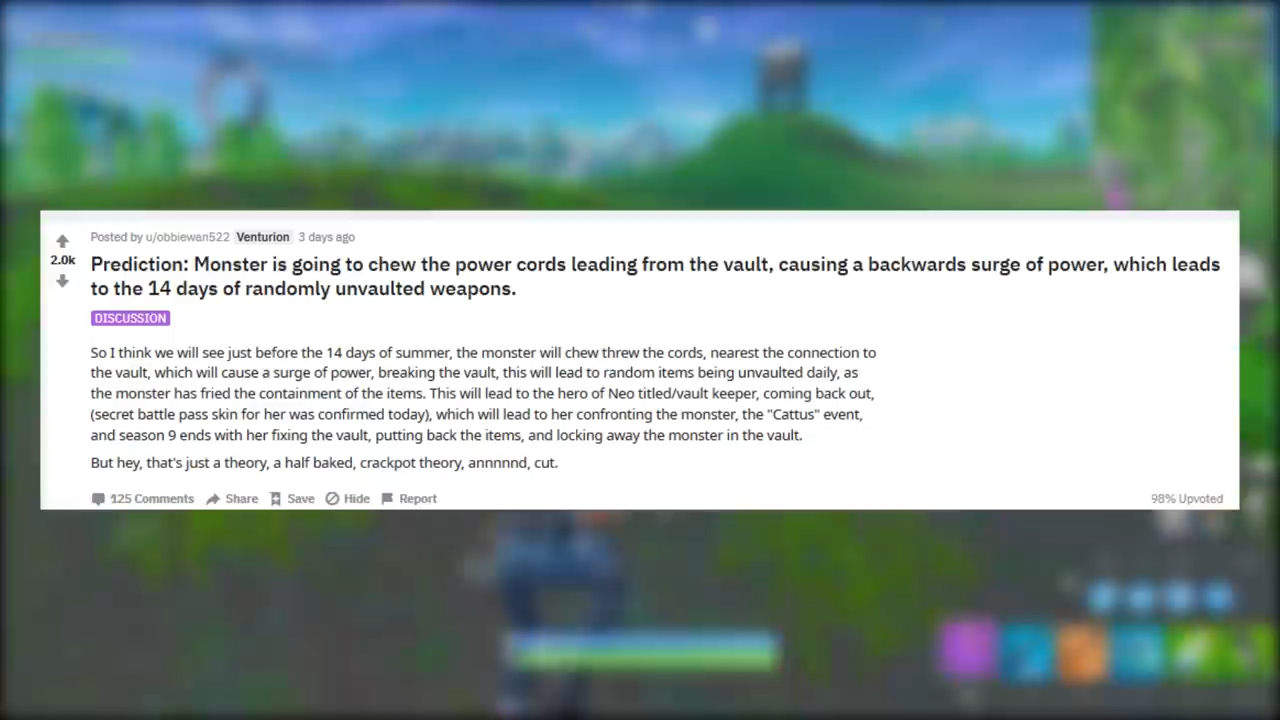 Posted by u/obbiewan522 Venturion 3 days ago
2.0k
Prediction: Monster is going to chew the power cords leading from the vault, causing a backwards surge of power, which leads
to the 14 days of randomly unvaulted weapons.
DISCUSSION
So I think we will see just before the 14 days of summer, the monster will chew threw the cords, nearest the connection to
the vault, which will cause a surge of power, breaking the vault, this will lead to random items being unvaulted daily, as
the monster has fried the containment of the items. This will lead to the hero of Neo titled/vault keeper, coming back out,
(secret battle pass skin for her was confirmed today), which will lead to her confronting the monster, the "Cattus" event,
and season 9 ends with her fixing the vault, putting back the items, and locking away the monster in the vault.
But hey, that's just a theory, a half baked, crackpot theory, annnnnd, cut.
125 Comments Share Save Hide Report 98% Upvoted